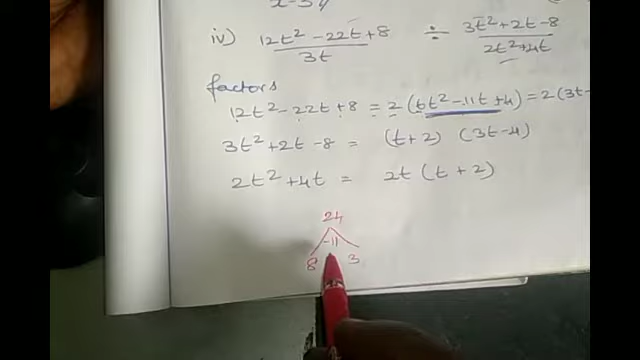 x-3y
iv) 12t² - 22t + 8 / 3t ÷ 3t² + 2t - 8 / 2t² + 4t
factors
12t² - 22t + 8 = 2 (6t² - 11t + 4) = 2 (3t -
3t² + 2t - 8 = (t+2) (3t-4)
2t² + 4t = 2t (t + 2)
24
-11
8 3